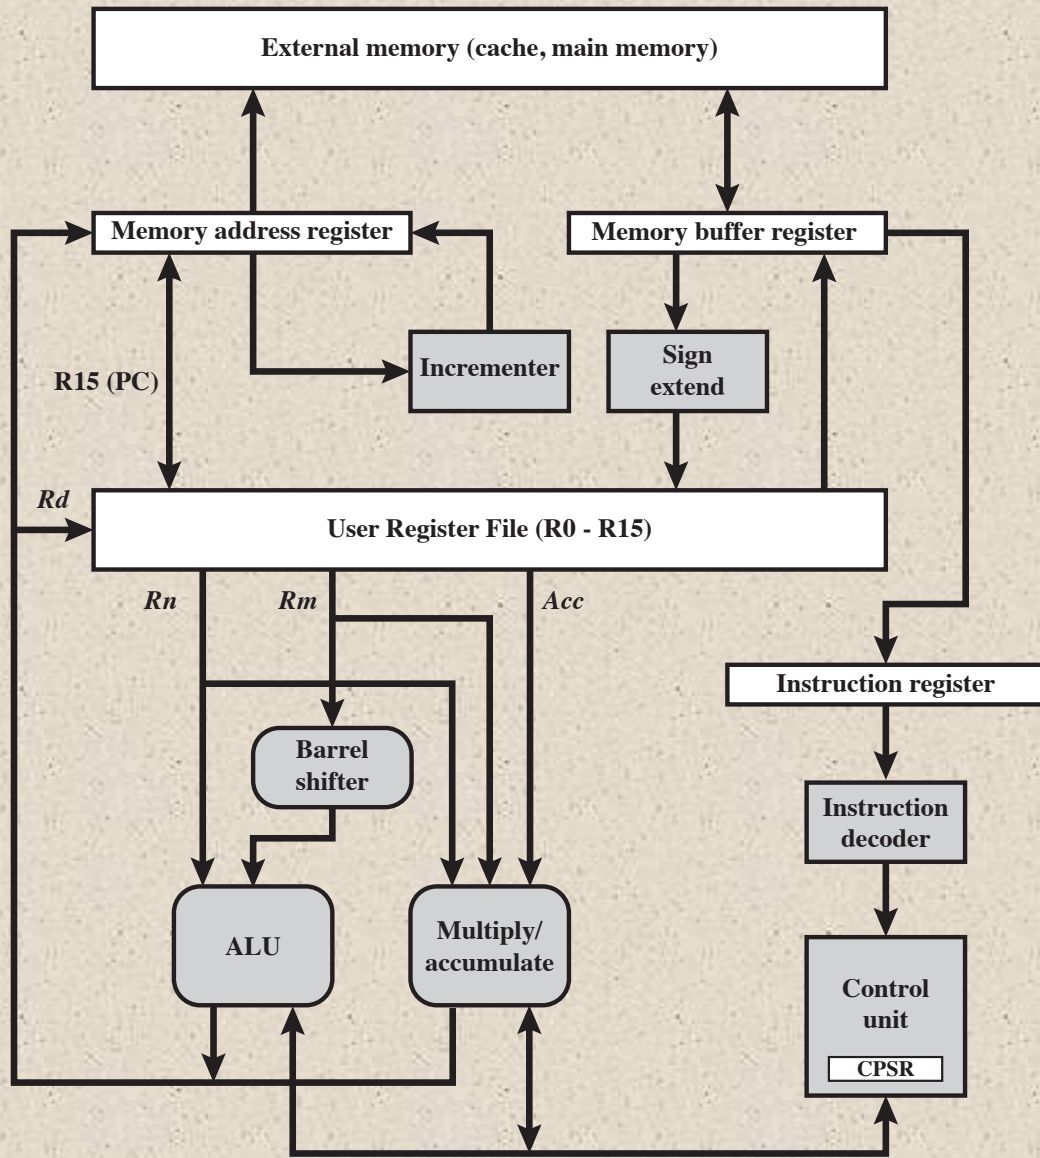 External memory (cache, main memory)
Memory address register
Memory buffer register
Incrementer
Sign
extend
R15 (PC)
Rd
User Register File (R0 - R15)
Rn
Rm
Acc
Instruction register
Barrel
shifter
Instruction
decoder
ALU
Multiply/
accumulate
Control
unit
CPSR